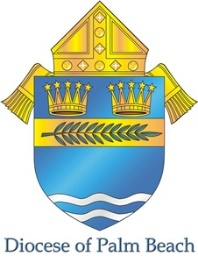 Diocese of Palm Beach